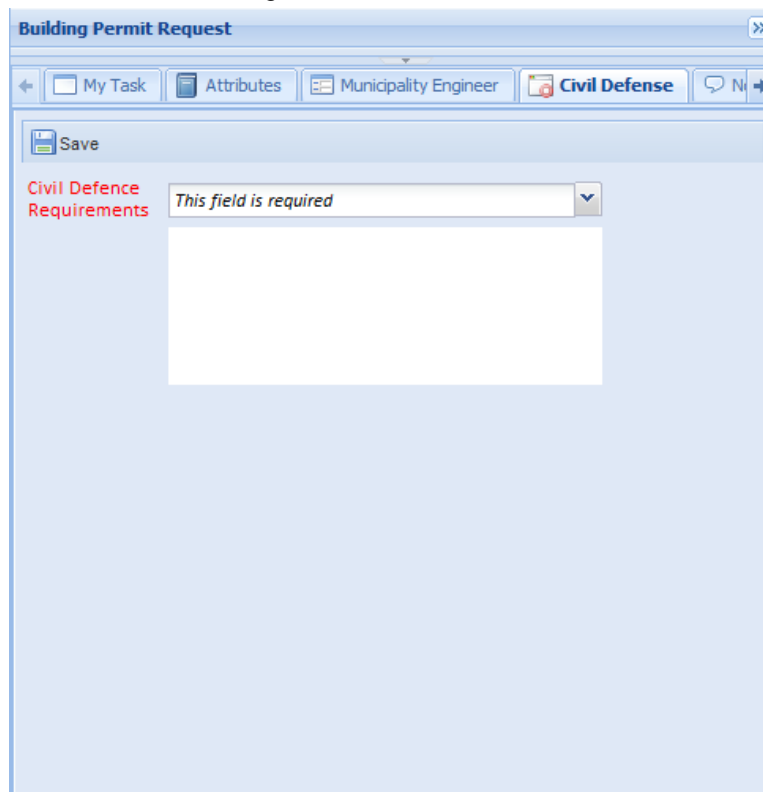 Building Permit Request
My Task Attributes Municipality Engineer Civil Defense
Save
Civil Defence
Requirements
This field is required